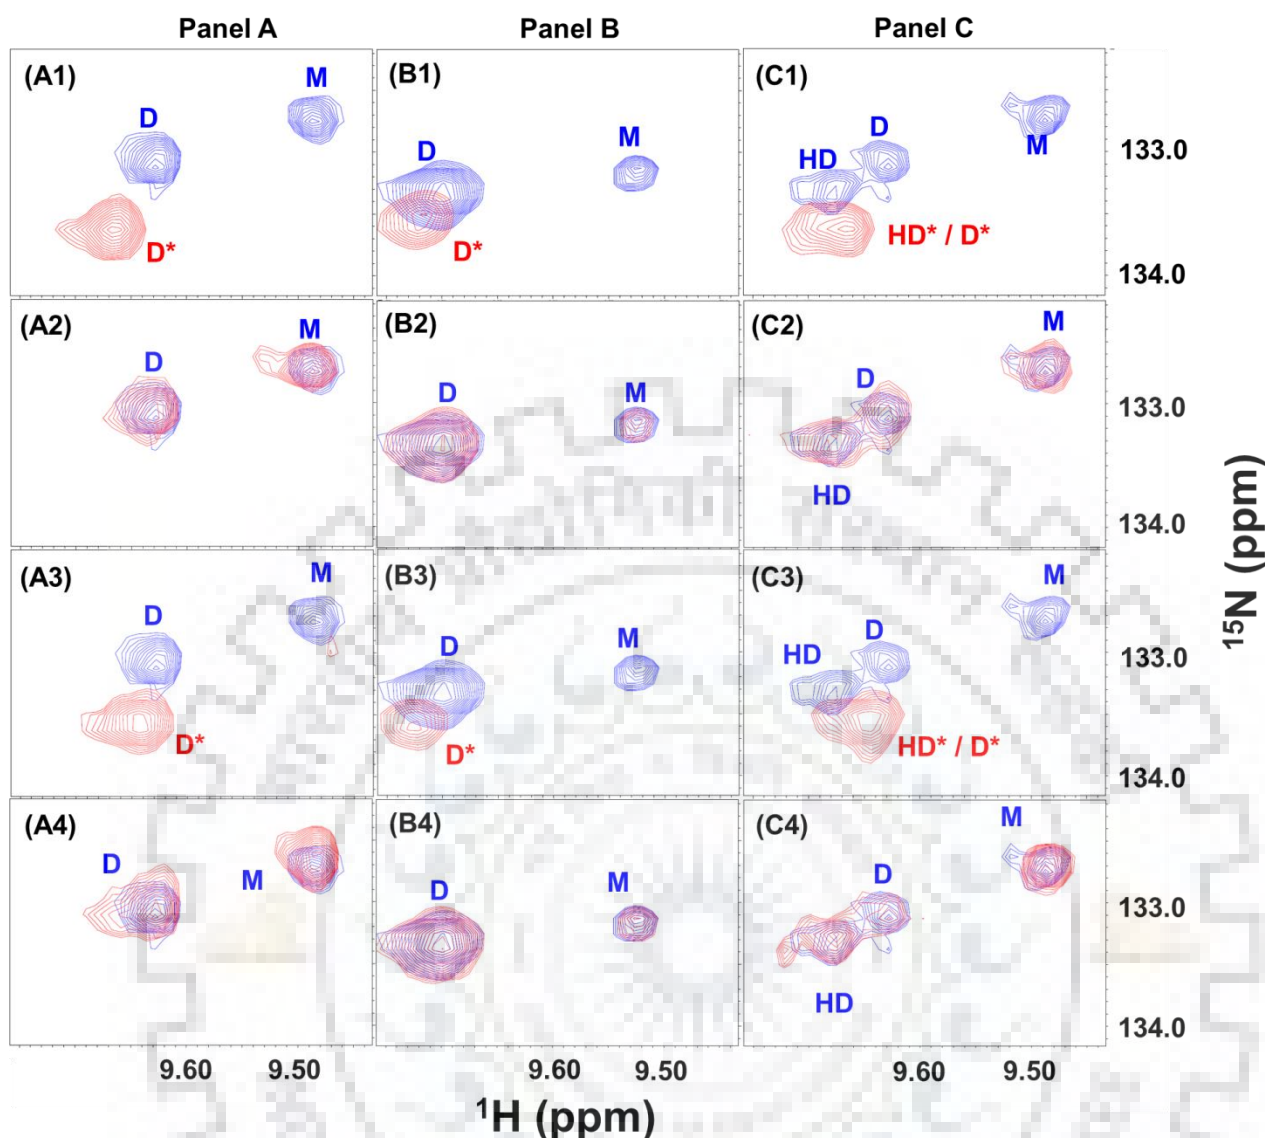 Panel A Panel B Panel C
(A1) D M D*
(B1) D M D*
(C1) HD D M HD* / D*
133.0
134.0
(A2) D M
(B2) D M
(C2) D M HD
133.0
134.0
(A3) D M D*
(B3) D M D*
(C3) HD D M HD* / D*
133.0
134.0
(A4) D M
(B4) D M
(C4) D M HD
133.0
134.0
9.60 9.50 9.60 9.50 9.60 9.50
¹H (ppm)
¹⁵N (ppm)